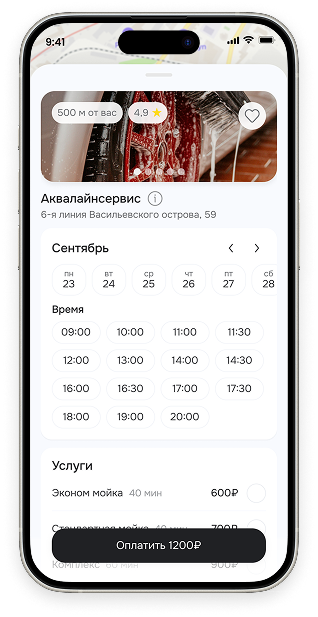 9:41
500 м от вас 4,9
Аквалайнсервис
6-я линия Васильевского острова, 59
Сентябрь
пн вт ср чт пт сб
23 24 25 26 27 28
Время
09:00 10:00 11:00 11:30
12:00 13:00 14:00 14:30
16:00 16:30 17:00 17:30
18:00 19:00 20:00
Услуги
Эконом мойка 40 мин 600₽
Стандартная мойка 40 мин 700₽
Оплатить 1200₽
Комплекс 60 мин 900₽